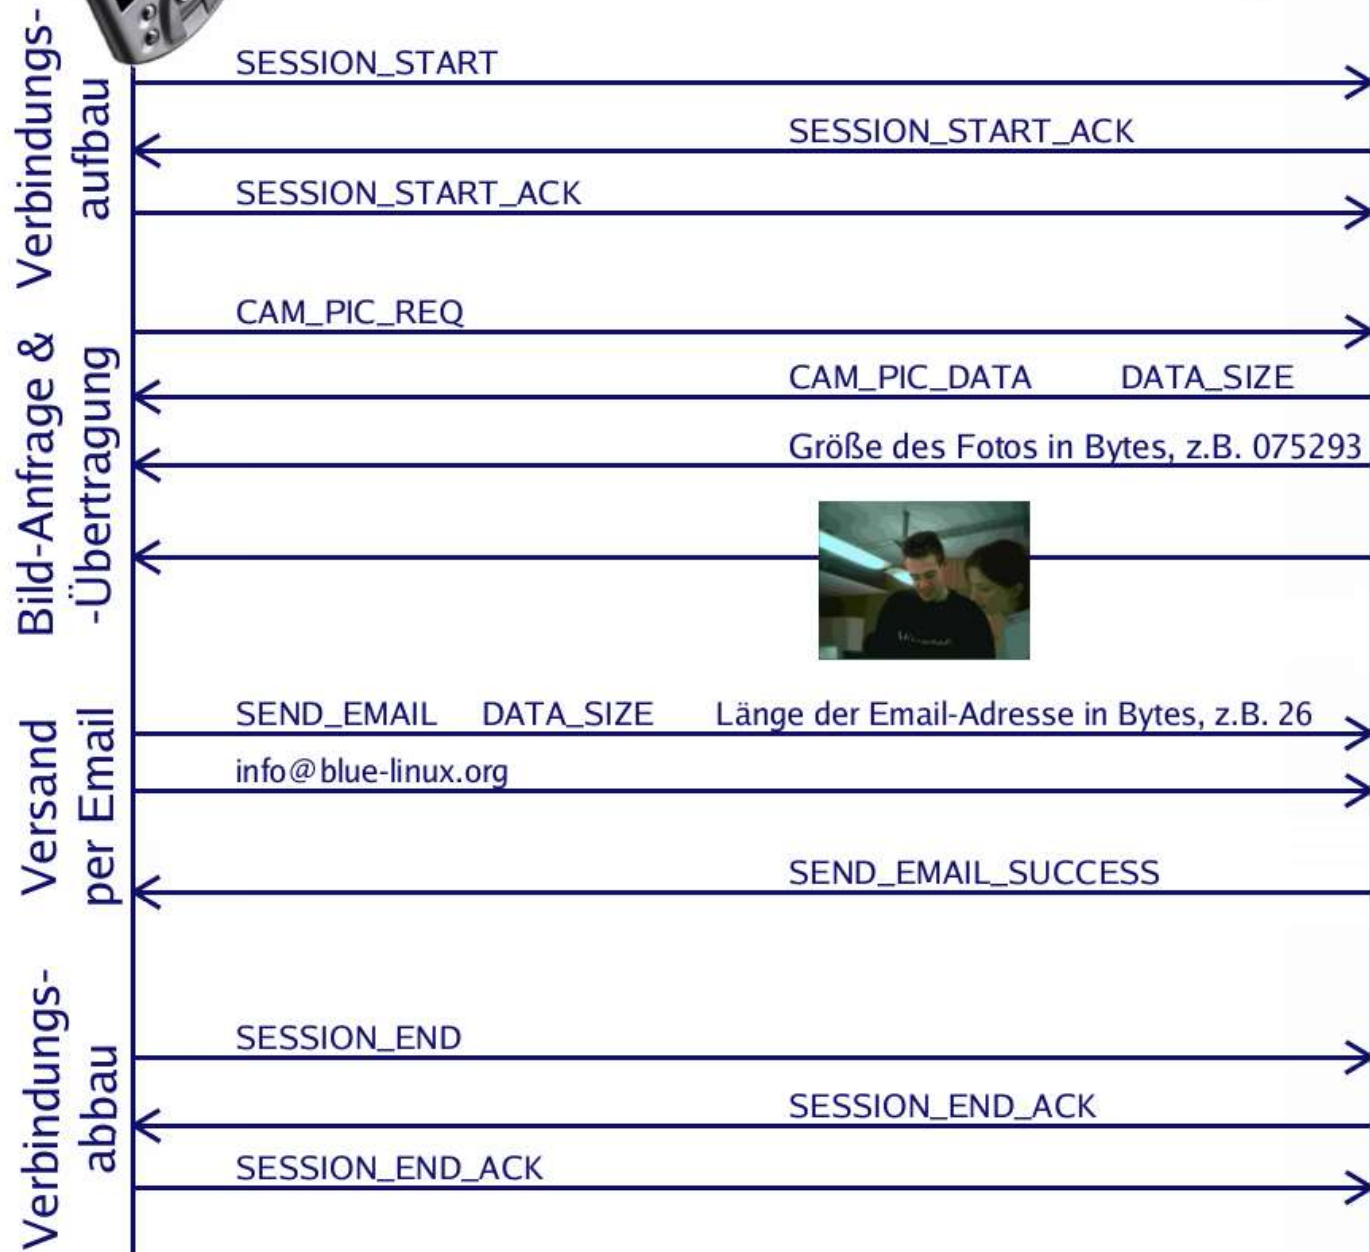 Verbindungs-
aufbau
SESSION_START
SESSION_START_ACK
SESSION_START_ACK
Bild-Anfrage &
-Übertragung
CAM_PIC_REQ
CAM_PIC_DATA DATA_SIZE
Größe des Fotos in Bytes, z.B. 075293
Versand
per Email
SEND_EMAIL DATA_SIZE Länge der Email-Adresse in Bytes, z.B. 26
info@blue-linux.org
SEND_EMAIL_SUCCESS
Verbindungs-
abbau
SESSION_END
SESSION_END_ACK
SESSION_END_ACK